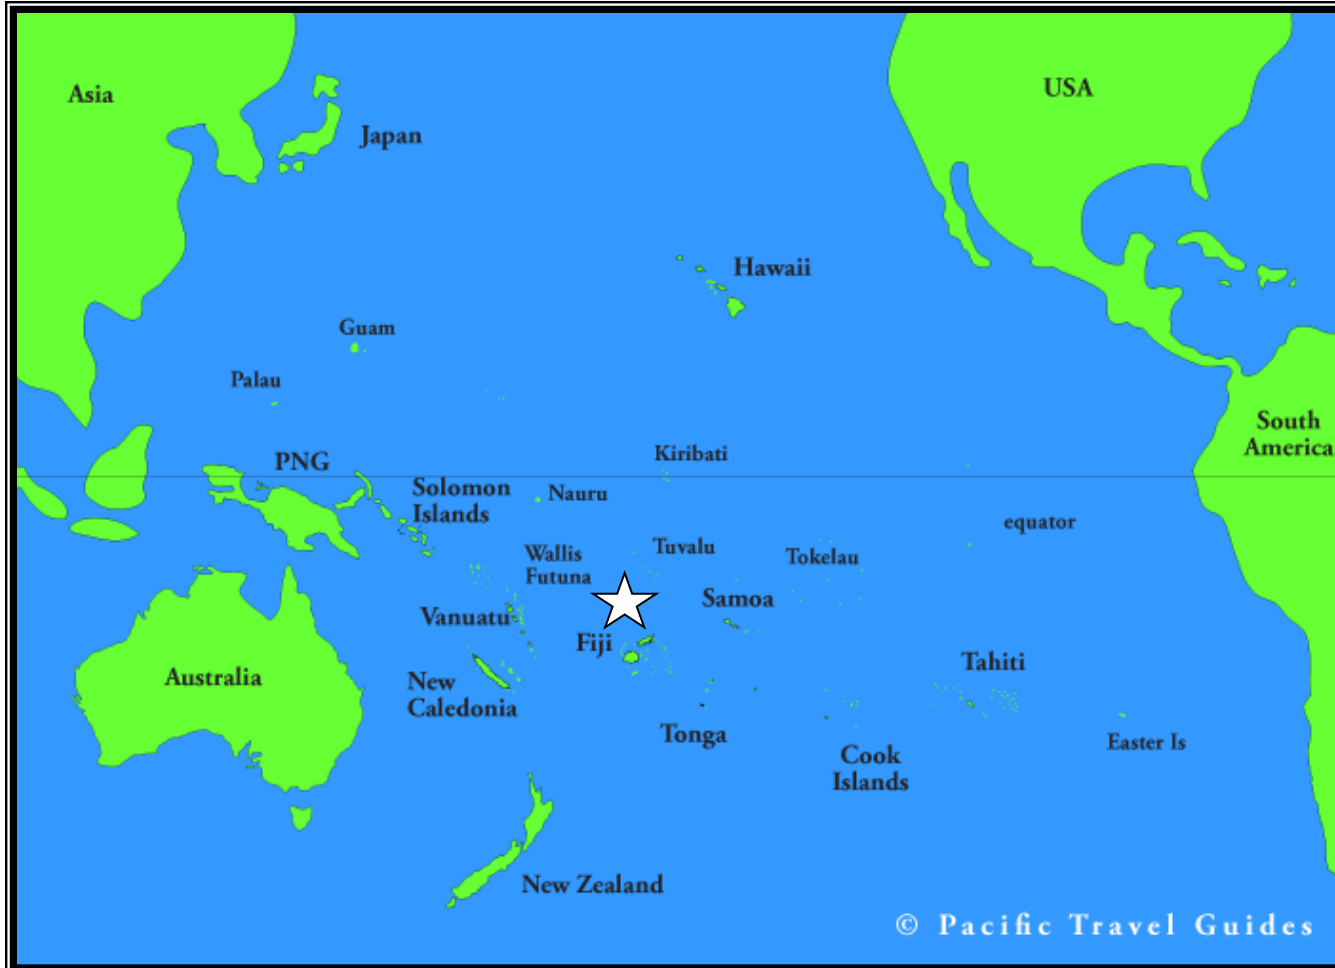 Asia
USA
Japan
Hawaii
Guam
Palau
South
America
Kiribati
PNG
Solomon
Islands
Nauru
equator
Wallis
Futuna
Tuvalu
Tokelau
Samoa
Vanuatu
Fiji
Tahiti
Australia
New
Caledonia
Tonga
Easter Is
Cook
Islands
New Zealand
© Pacific Travel Guides